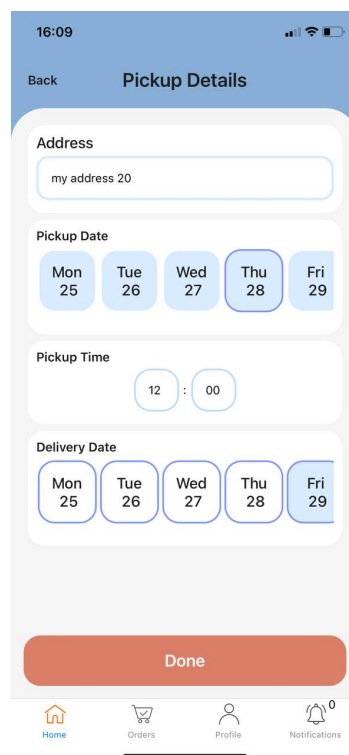 16:09
Back
Pickup Details
Address
my address 20
Pickup Date
Mon Tue Wed Thu Fri
25 26 27 28 29
Pickup Time
12 : 00
Delivery Date
Mon Tue Wed Thu Fri
25 26 27 28 29
Done
0
Home Orders Profile Notifications